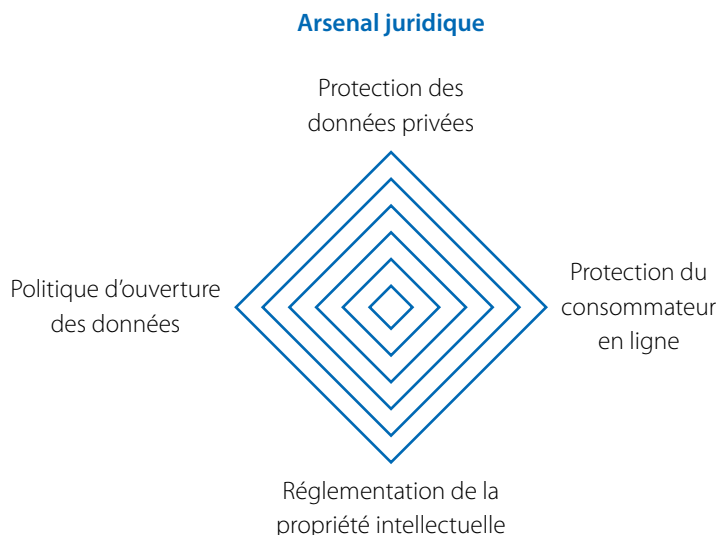 Arsenal juridique
Protection des
données privées
Politique d’ouverture
des données
Protection du
consommateur
en ligne
Réglementation de la
propriété intellectuelle